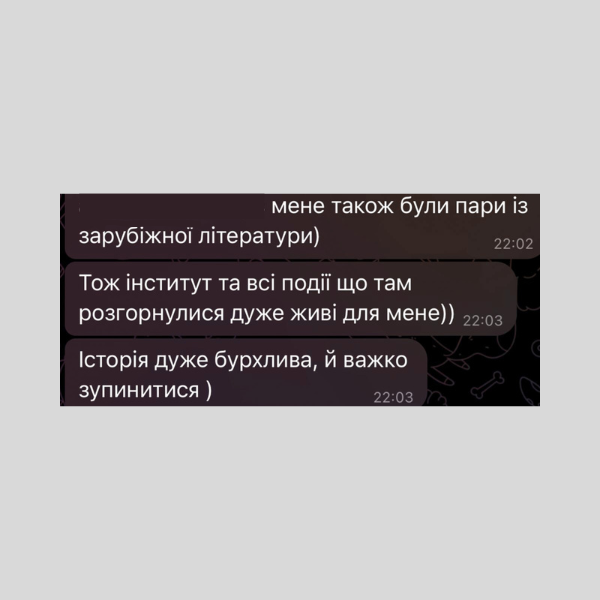 мене також були пари із
зарубіжної літератури)
22:02
Тож інститут та всі події що там
розгорнулися дуже живі для мене))
22:03
Історія дуже бурхлива, й важко
зупинитися )
22:03